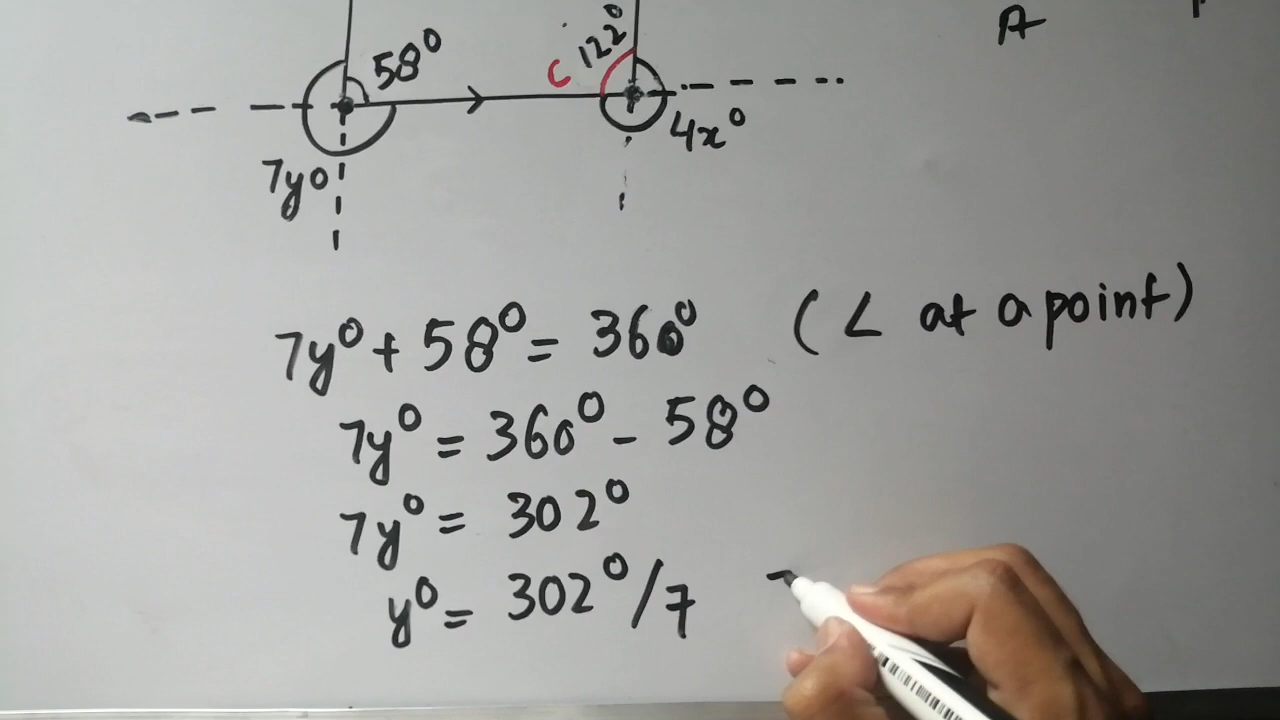 58° C 122° A
7y° 4x°
7y° + 58° = 360° (∠ at a point)
7y° = 360° - 58°
7y° = 302°
y° = 302° / 7